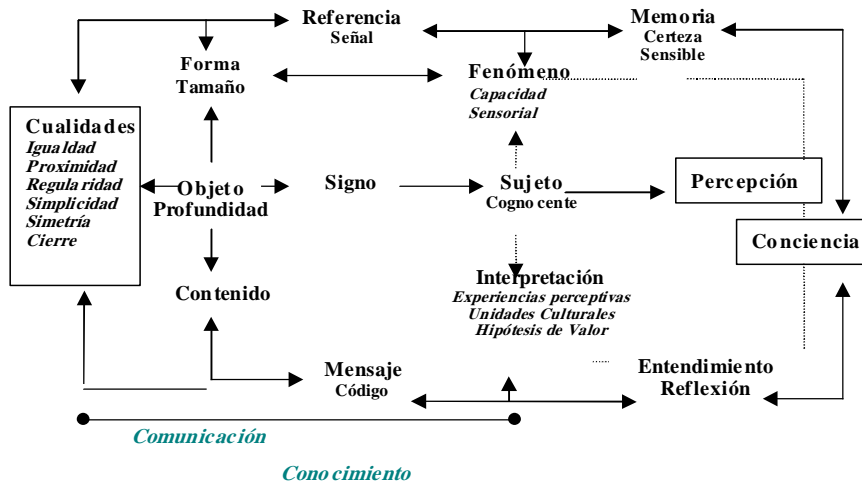 Referencia
Señal
Memoria
Certeza
Sensible
Forma
Tamaño
Fenómeno
Capacidad
Sensorial
Cualidades
Igualdad
Proximidad
Regularidad
Simplicidad
Simetría
Cierre
Objeto
Profundidad
Signo
Sujeto
Cognocente
Percepción
Conciencia
Contenido
Interpretación
Experiencias perceptivas
Unidades Culturales
Hipótesis de Valor
Mensaje
Código
Entendimiento
Reflexión
Comunicación
Conocimiento